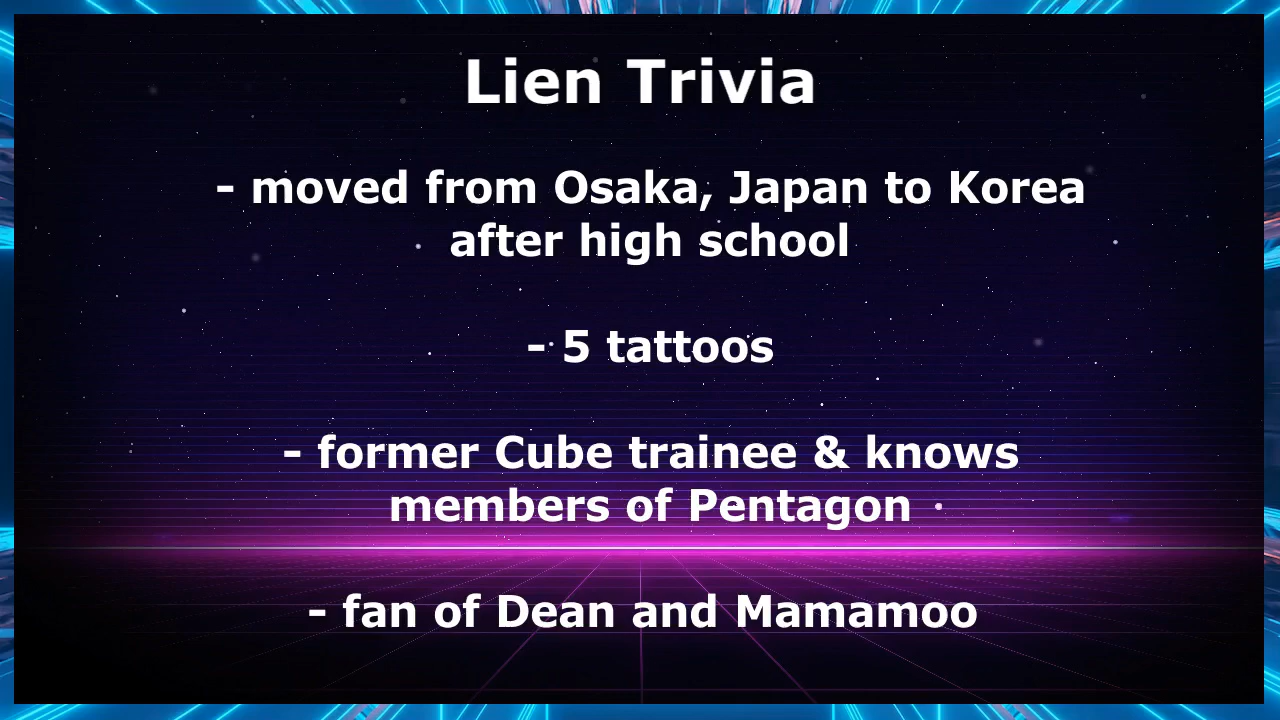 Lien Trivia
- moved from Osaka, Japan to Korea
after high school
- 5 tattoos
- former Cube trainee & knows
members of Pentagon
- fan of Dean and Mamamoo